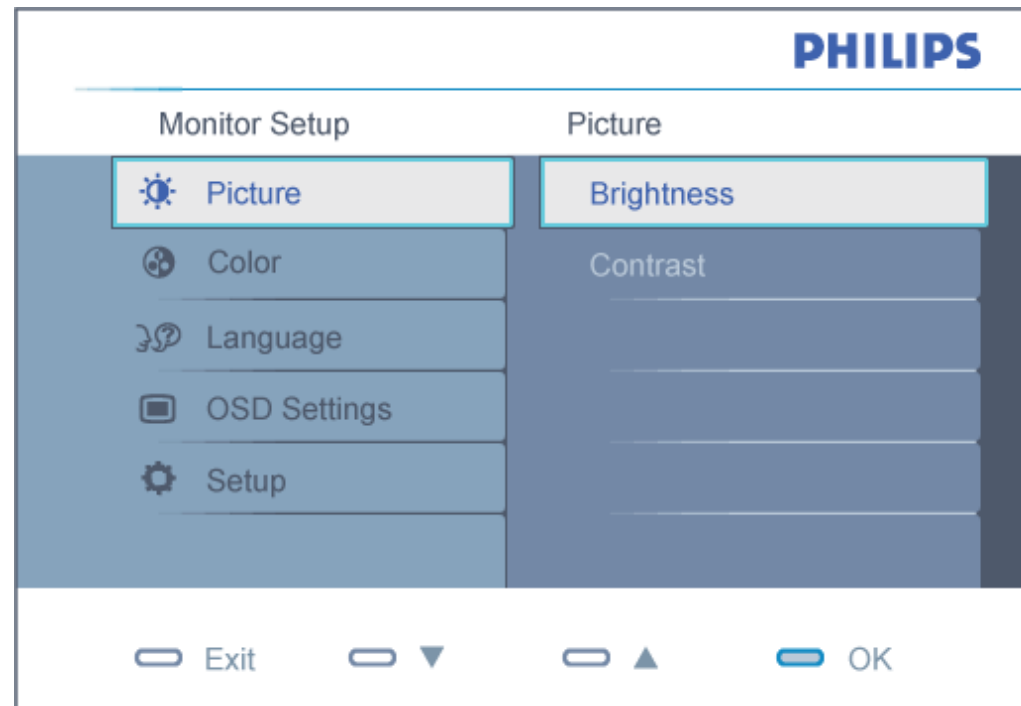 PHILIPS
Monitor Setup
Picture
Picture
Brightness
Color
Contrast
Language
OSD Settings
Setup
Exit ▼ ▲ OK